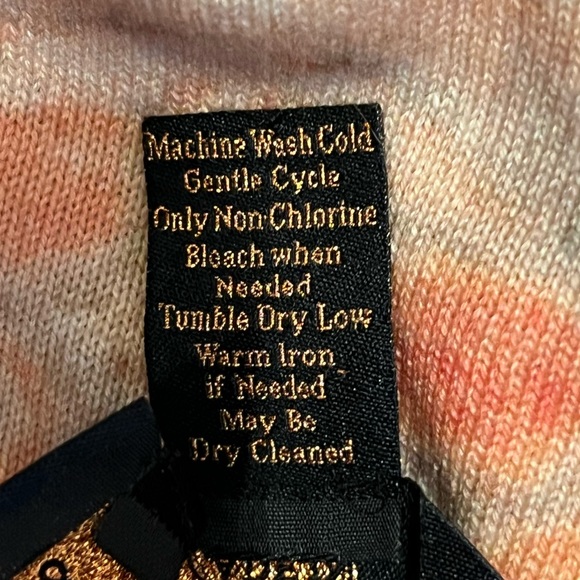 Machine Wash Cold
Gentle Cycle
Only Non Chlorine
Bleach when
Needed
Tumble Dry Low
Warm Iron
if Needed
May Be
Dry Cleaned